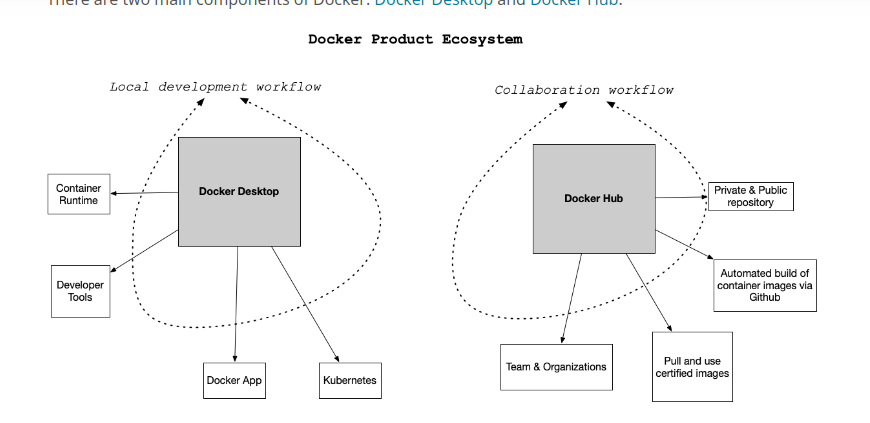 There are two main components of Docker: Docker Desktop and Docker Hub.
Docker Product Ecosystem
Local development workflow
Collaboration workflow
Docker Desktop
Container
Runtime
Developer
Tools
Docker App
Kubernetes
Docker Hub
Private & Public
repository
Automated build of
container images via
Github
Team & Organizations
Pull and use
certified images